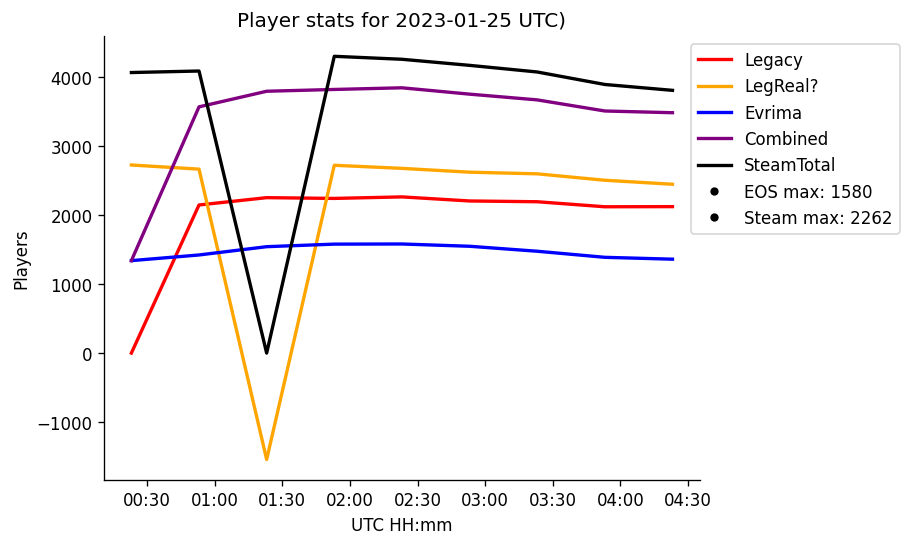 Player stats for 2023-01-25 UTC)
Players
4000
3000
2000
1000
0
−1000
00:30 01:00 01:30 02:00 02:30 03:00 03:30 04:00 04:30
UTC HH:mm
Legacy
LegReal?
Evrima
Combined
SteamTotal
EOS max: 1580
Steam max: 2262